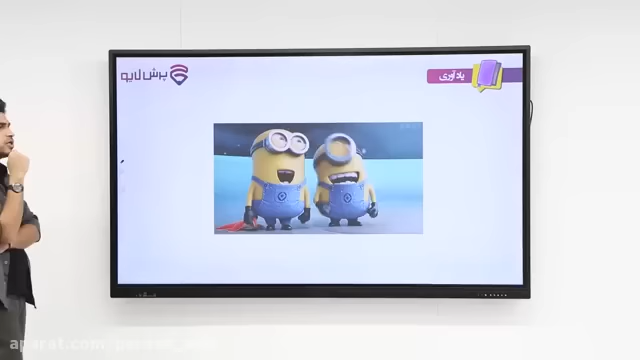 پرش لایو
یادآوری
aparat.com/